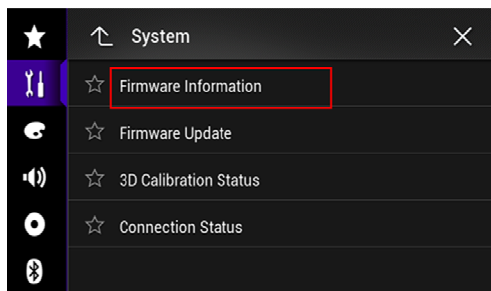 System
Firmware Information
Firmware Update
3D Calibration Status
Connection Status